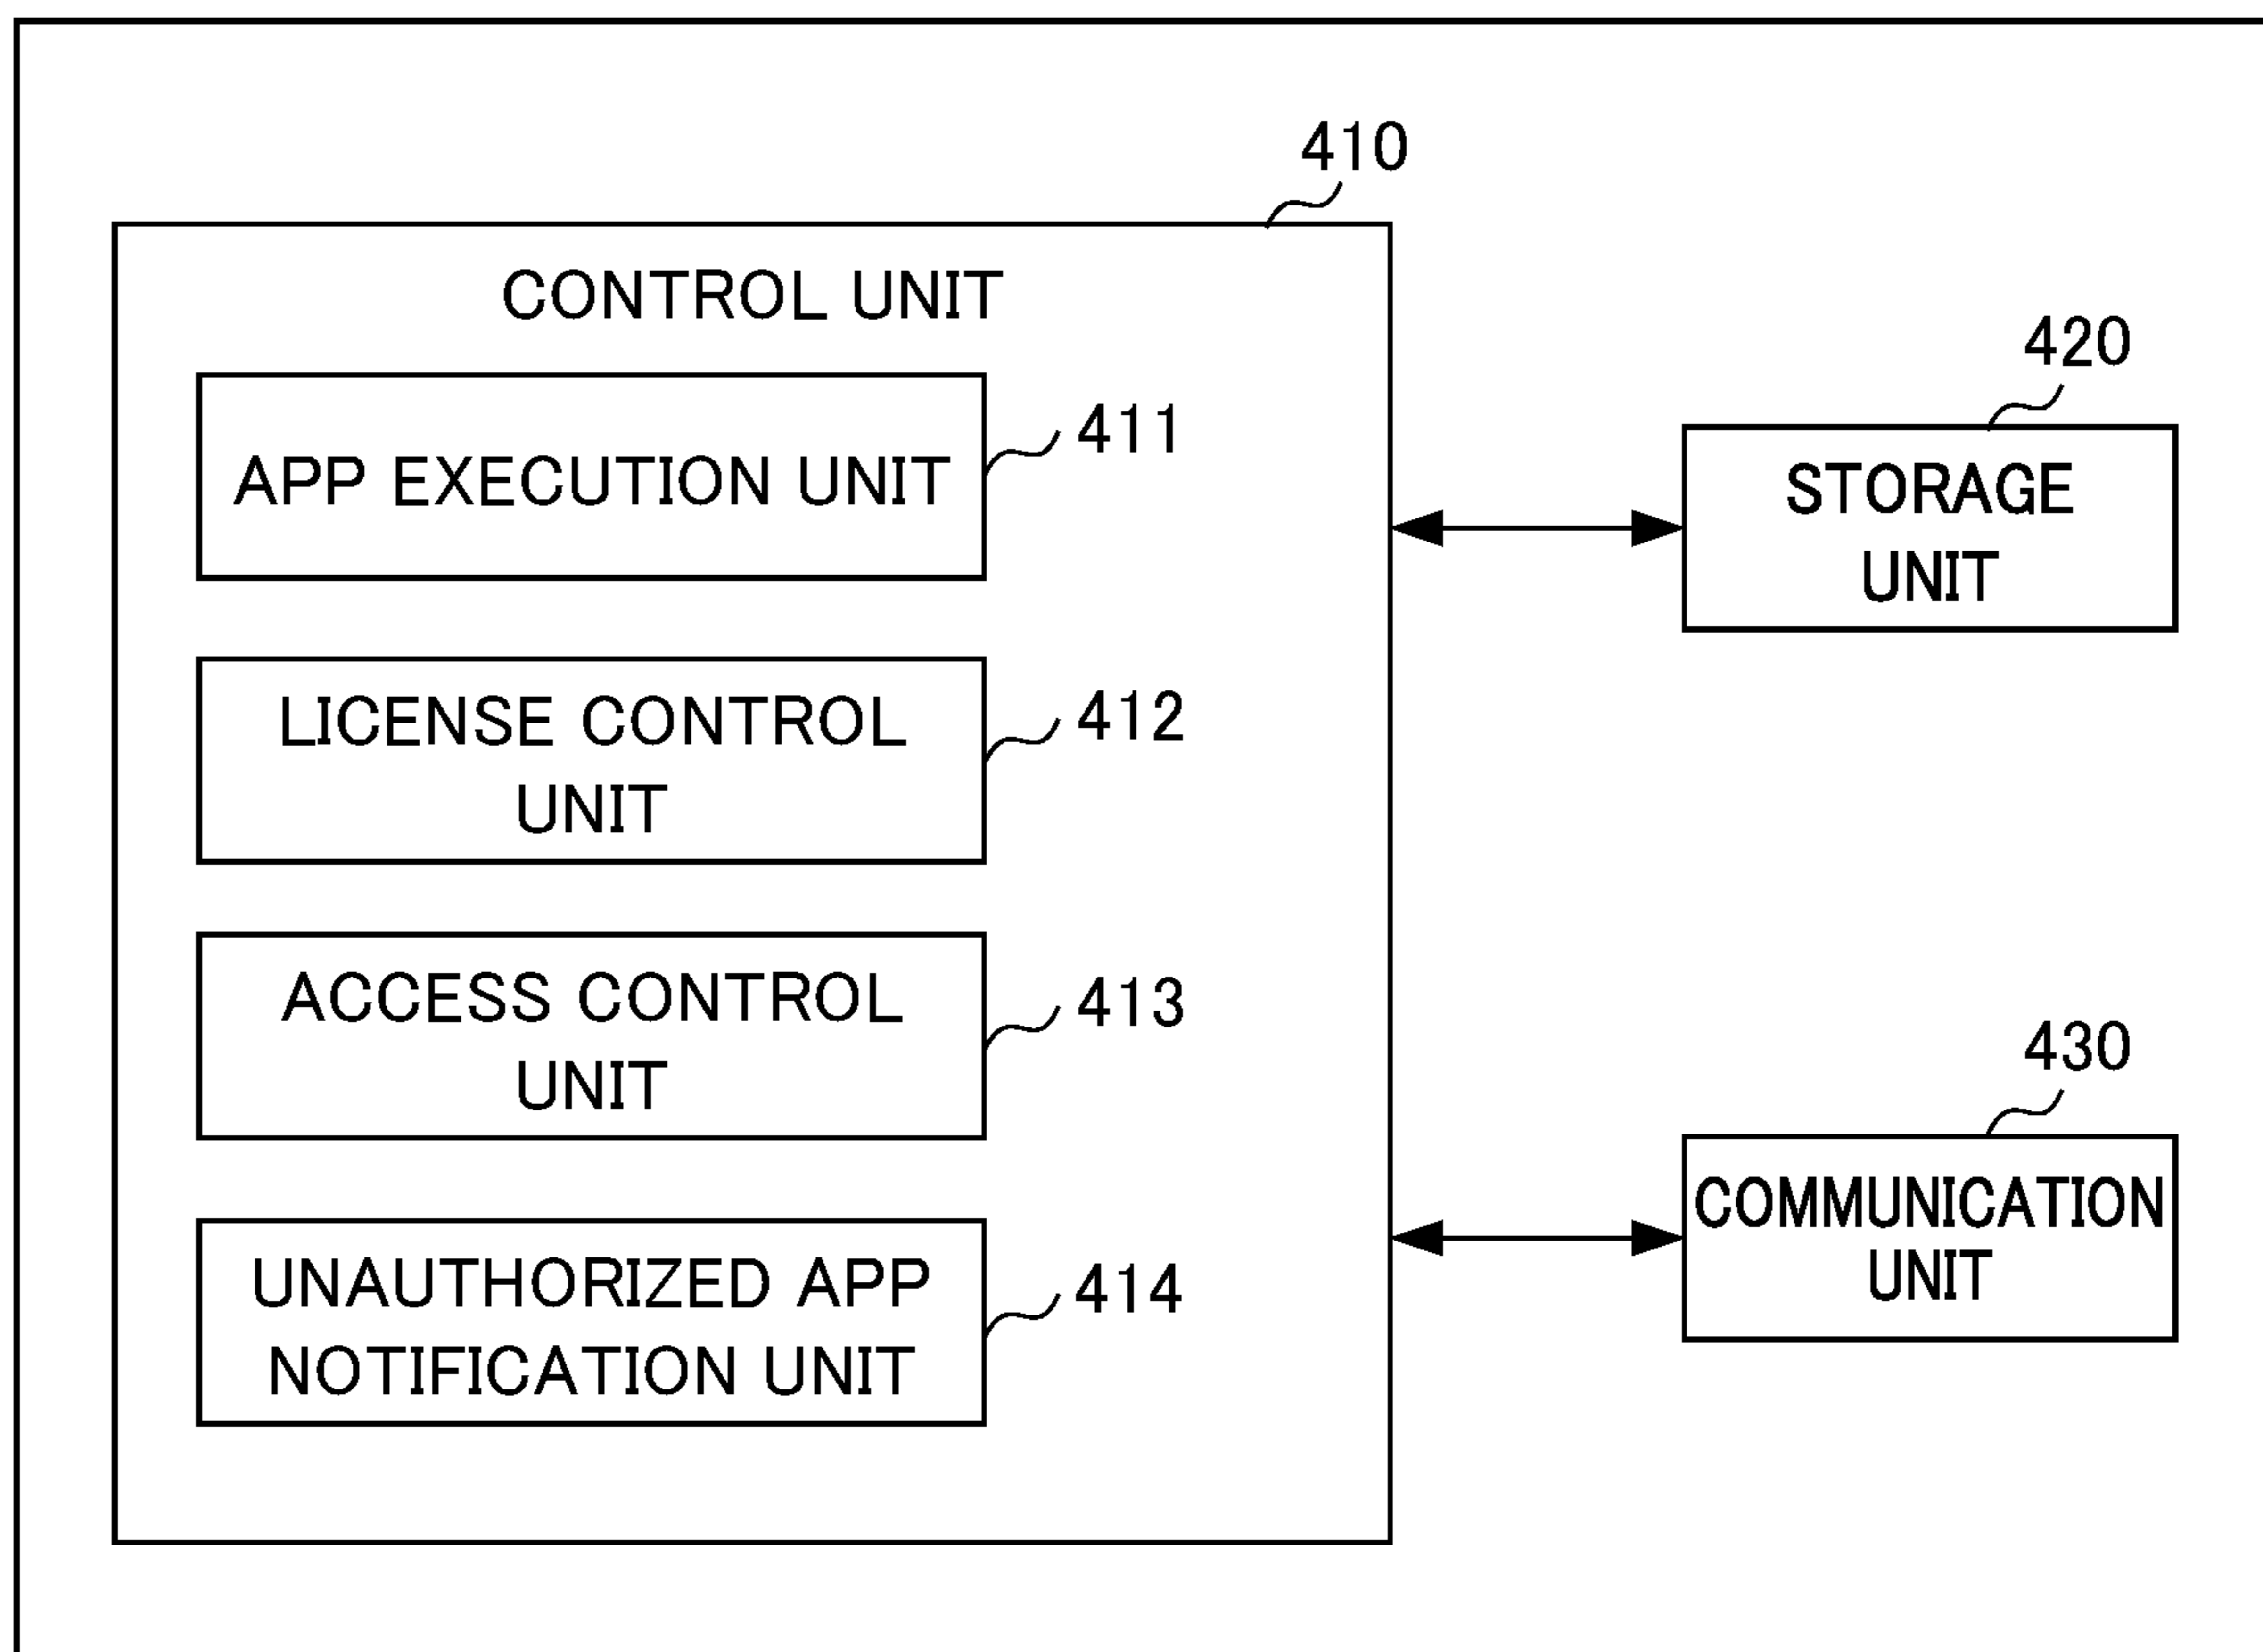 410
CONTROL UNIT
APP EXECUTION UNIT
411
LICENSE CONTROL
UNIT
412
ACCESS CONTROL
UNIT
413
UNAUTHORIZED APP
NOTIFICATION UNIT
414
420
STORAGE
UNIT
430
COMMUNICATION
UNIT